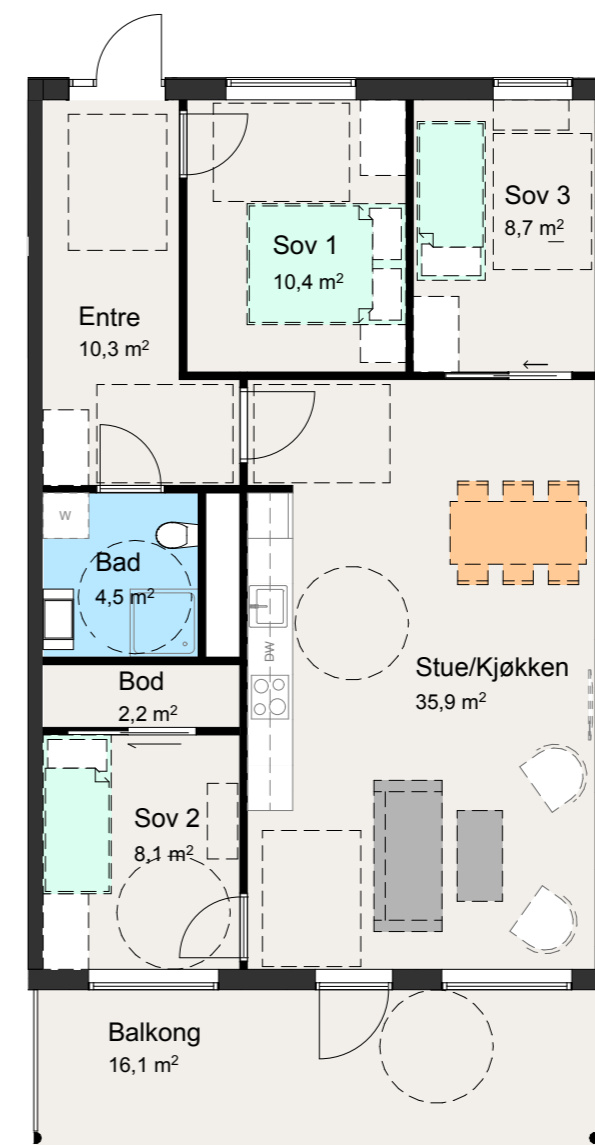 Sov 3
8,7 m²
Sov 1
10,4 m²
Entre
10,3 m²
W
Bad
4,5 m²
DW
Stue/Kjøkken
35,9 m²
Bod
2,2 m²
Sov 2
8,1 m²
Balkong
16,1 m²